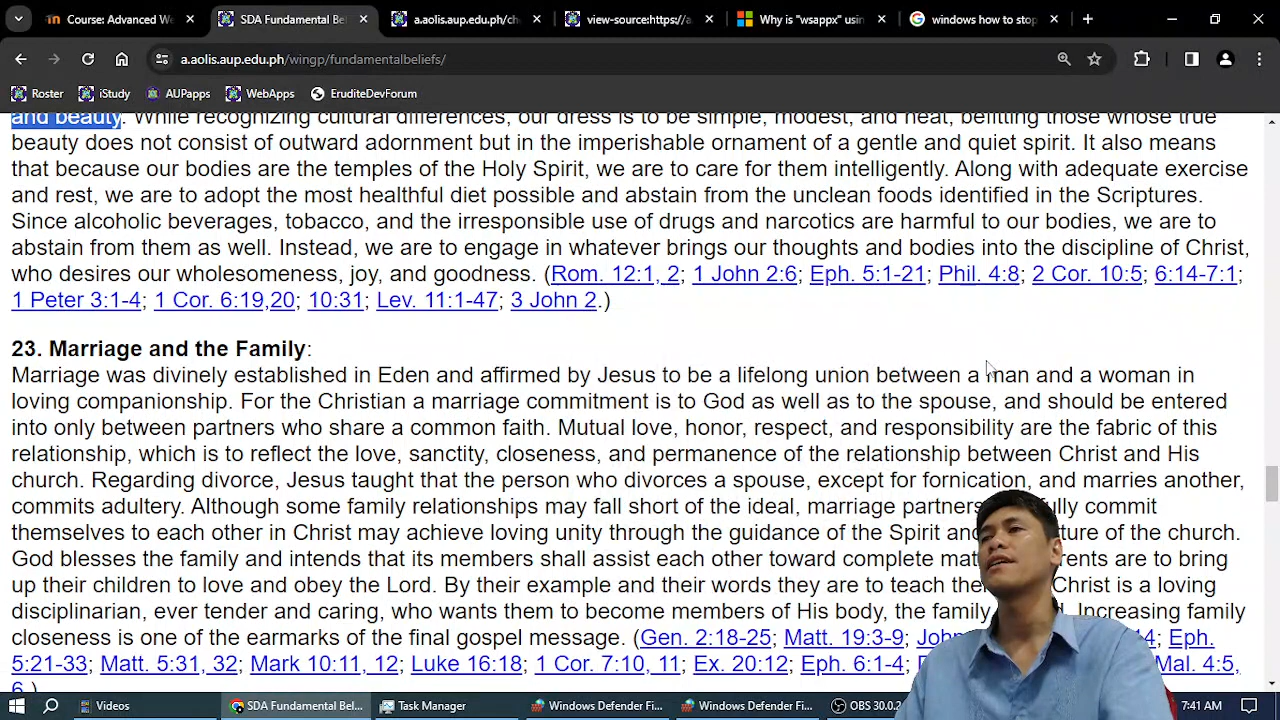 Course: Advanced We
SDA Fundamental Bel
a.aolis.aup.edu.ph/che
view-source:https://a.
Why is "wsappx" usin
windows how to stop
a.aolis.aup.edu.ph/wingp/fundamentalbeliefs/
Roster
iStudy
AUPapps
WebApps
EruditeDevForum
and beauty. While recognizing cultural differences, our dress is to be simple, modest, and neat, befitting those whose true
beauty does not consist of outward adornment but in the imperishable ornament of a gentle and quiet spirit. It also means
that because our bodies are the temples of the Holy Spirit, we are to care for them intelligently. Along with adequate exercise
and rest, we are to adopt the most healthful diet possible and abstain from the unclean foods identified in the Scriptures.
Since alcoholic beverages, tobacco, and the irresponsible use of drugs and narcotics are harmful to our bodies, we are to
abstain from them as well. Instead, we are to engage in whatever brings our thoughts and bodies into the discipline of Christ,
who desires our wholesomeness, joy, and goodness. (Rom. 12:1, 2; 1 John 2:6; Eph. 5:1-21; Phil. 4:8; 2 Cor. 10:5; 6:14-7:1;
1 Peter 3:1-4; 1 Cor. 6:19,20; 10:31; Lev. 11:1-47; 3 John 2.)
23. Marriage and the Family:
Marriage was divinely established in Eden and affirmed by Jesus to be a lifelong union between a man and a woman in
loving companionship. For the Christian a marriage commitment is to God as well as to the spouse, and should be entered
into only between partners who share a common faith. Mutual love, honor, respect, and responsibility are the fabric of this
relationship, which is to reflect the love, sanctity, closeness, and permanence of the relationship between Christ and His
church. Regarding divorce, Jesus taught that the person who divorces a spouse, except for fornication, and marries another,
commits adultery. Although some family relationships may fall short of the ideal, marriage partners fully commit
themselves to each other in Christ may achieve loving unity through the guidance of the Spirit and ture of the church.
God blesses the family and intends that its members shall assist each other toward complete mat rents are to bring
up their children to love and obey the Lord. By their example and their words they are to teach the Christ is a loving
disciplinarian, ever tender and caring, who wants them to become members of His body, the family Increasing family
closeness is one of the earmarks of the final gospel message. (Gen. 2:18-25; Matt. 19:3-9; John 14; Eph.
5:21-33; Matt. 5:31, 32; Mark 10:11, 12; Luke 16:18; 1 Cor. 7:10, 11; Ex. 20:12; Eph. 6:1-4; Mal. 4:5,
6.)
Videos
SDA Fundamental Bel...
Task Manager
Windows Defender Fi...
Windows Defender Fi...
OBS 30.0.2
7:41 AM